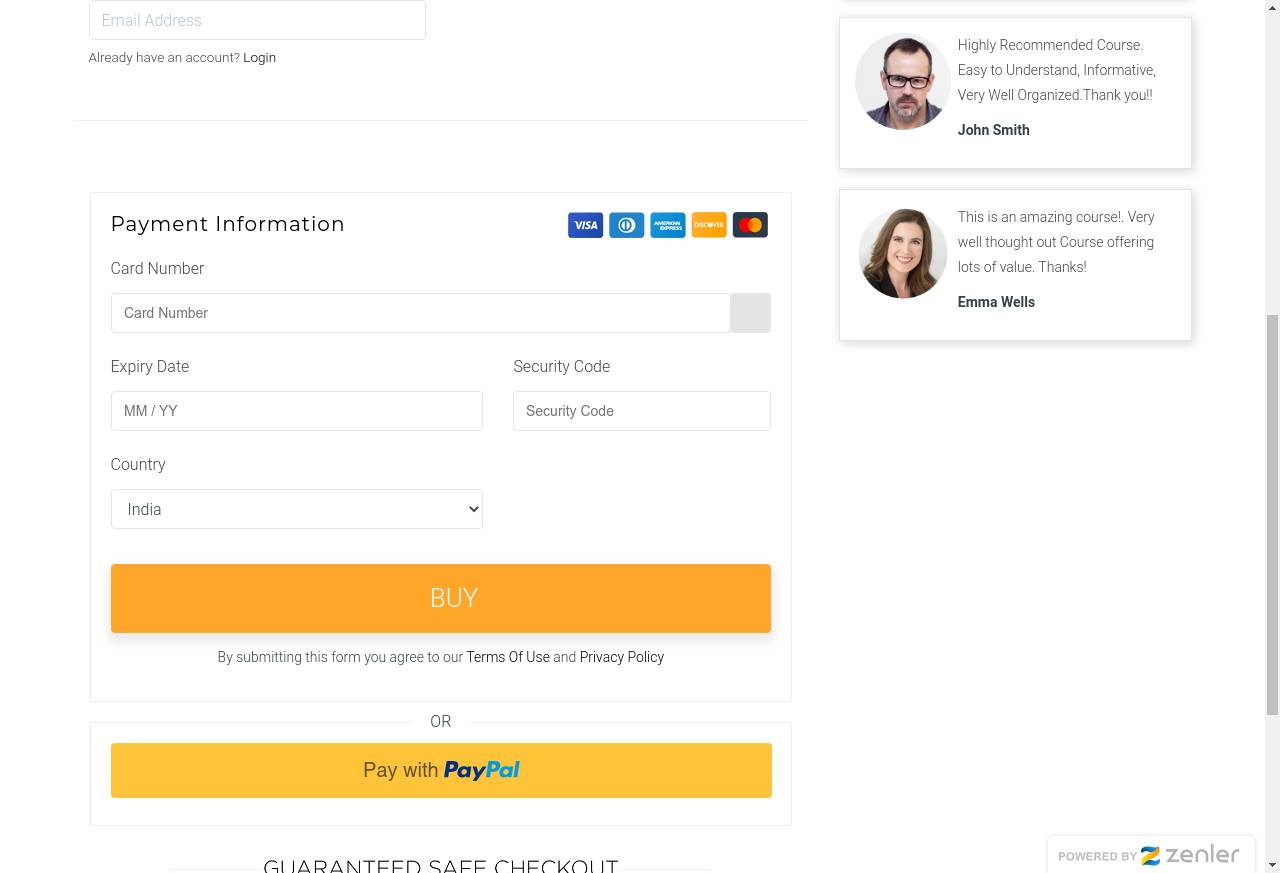 Email Address
Already have an account? Login
Payment Information
VISA
AMERICAN EXPRESS
DISCOVER
Card Number
Card Number
Expiry Date
Security Code
MM / YY
Security Code
Country
India
BUY
By submitting this form you agree to our Terms Of Use and Privacy Policy
OR
Pay with PayPal
GUARANTEED SAFE CHECKOUT
Highly Recommended Course.
Easy to Understand, Informative,
Very Well Organized.Thank you!!
John Smith
This is an amazing course!. Very
well thought out Course offering
lots of value. Thanks!
Emma Wells
POWERED BY zenler